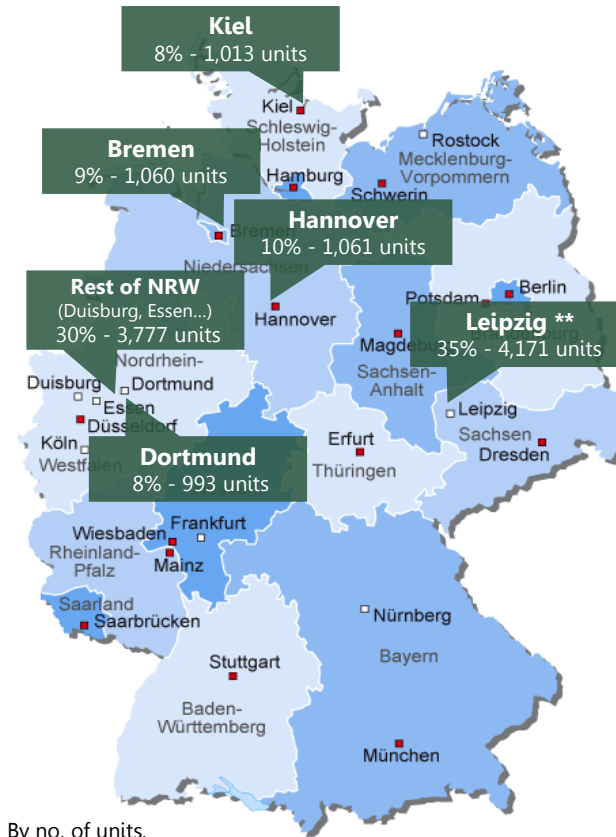 Kiel
8% - 1,013 units
Kiel
Schleswig-
Holstein
Rostock
Mecklenburg-
Vorpommern
Bremen
9% - 1,060 units
Hamburg
Schwerin
Bremen
Hannover
10% - 1,061 units
Niedersachsen
Rest of NRW
(Duisburg, Essen...)
30% - 3,777 units
Hannover
Berlin
Potsdam
Leipzig **
35% - 4,171 units
Magdebu
Sachsen-
Anhalt
Nordrhein-
Duisburg
Dortmund
Essen
Düsseldorf
Köln
Westfalen
Leipzig
Sachsen
Dresden
Erfurt
Thüringen
Dortmund
8% - 993 units
Wiesbaden
Frankfurt
Rheinland-
Pfalz
Mainz
Saarland
Saarbrücken
Nürnberg
Bayern
Stuttgart
Baden-
Württemberg
München
By no. of units.